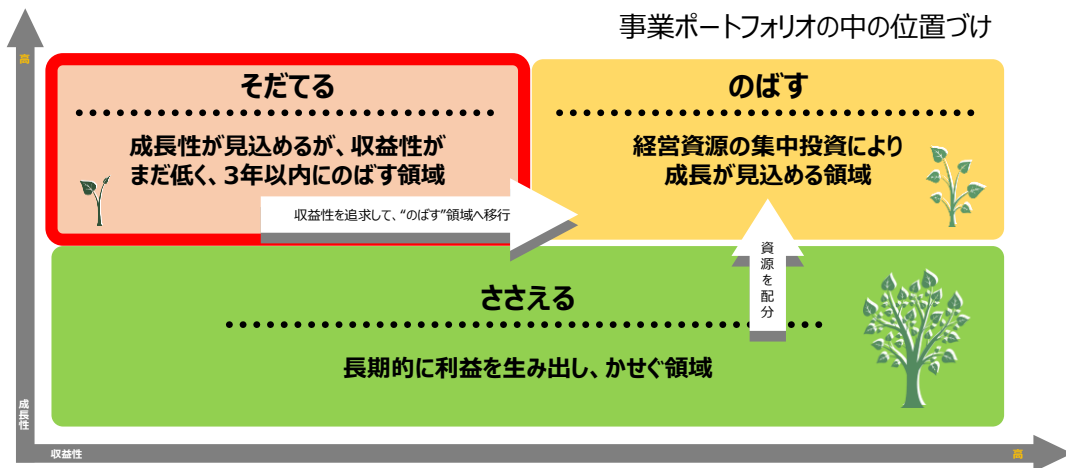 事業ポートフォリオの中の位置づけ
高
そだてる
成長性が見込めるが、収益性が
まだ低く、3年以内にのばす領域
収益性を追求して、“のばす”領域へ移行
のばす
経営資源の集中投資により
成長が見込める領域
資源を配分
ささえる
長期的に利益を生み出し、かせぐ領域
成長性
収益性
高